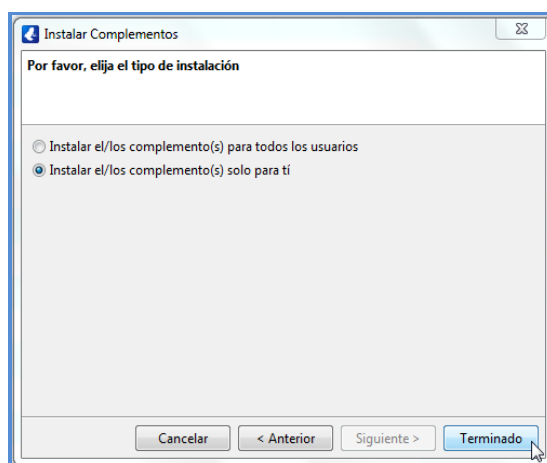 Instalar Complementos
Por favor, elija el tipo de instalación
Instalar el/los complemento(s) para todos los usuarios
Instalar el/los complemento(s) solo para tí
Cancelar < Anterior Siguiente > Terminado